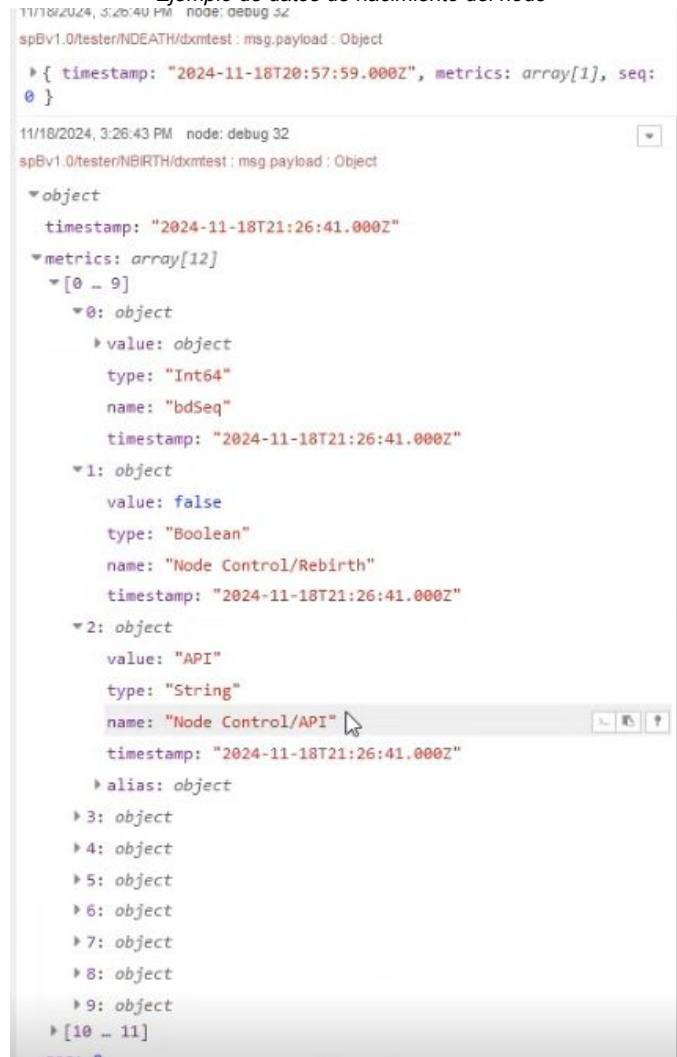 Ejemplo de datos de nacimiento del nodo
11/18/2024, 3:26:40 PM node: debug 32
spBv1.0/tester/NDEATH/dxmtest : msg.payload : Object
{ timestamp: "2024-11-18T20:57:59.000Z", metrics: array[1], seq:
0 }
11/18/2024, 3:26:43 PM node: debug 32
spBv1.0/tester/NBIRTH/dxmtest : msg.payload : Object
object
timestamp: "2024-11-18T21:26:41.000Z"
metrics: array[12]
[0 … 9]
0: object
value: object
type: "Int64"
name: "bdSeq"
timestamp: "2024-11-18T21:26:41.000Z"
1: object
value: false
type: "Boolean"
name: "Node Control/Rebirth"
timestamp: "2024-11-18T21:26:41.000Z"
2: object
value: "API"
type: "String"
name: "Node Control/API"
timestamp: "2024-11-18T21:26:41.000Z"
alias: object
3: object
4: object
5: object
6: object
7: object
8: object
9: object
[10 … 11]